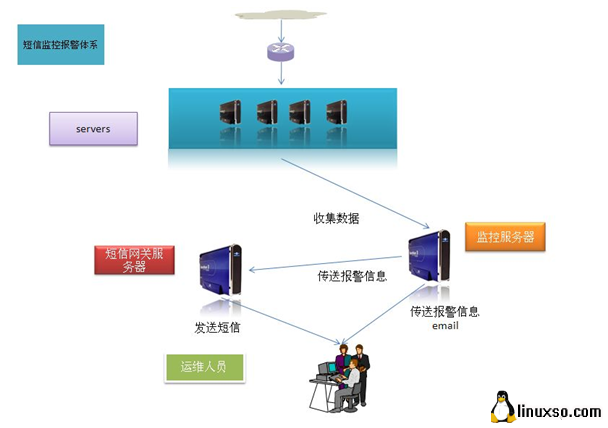 短信监控报警体系
servers
收集数据
监控服务器
短信网关服
务器
传送报警信息
传送报警信息
email
发送短信
运维人员
linuxso.com